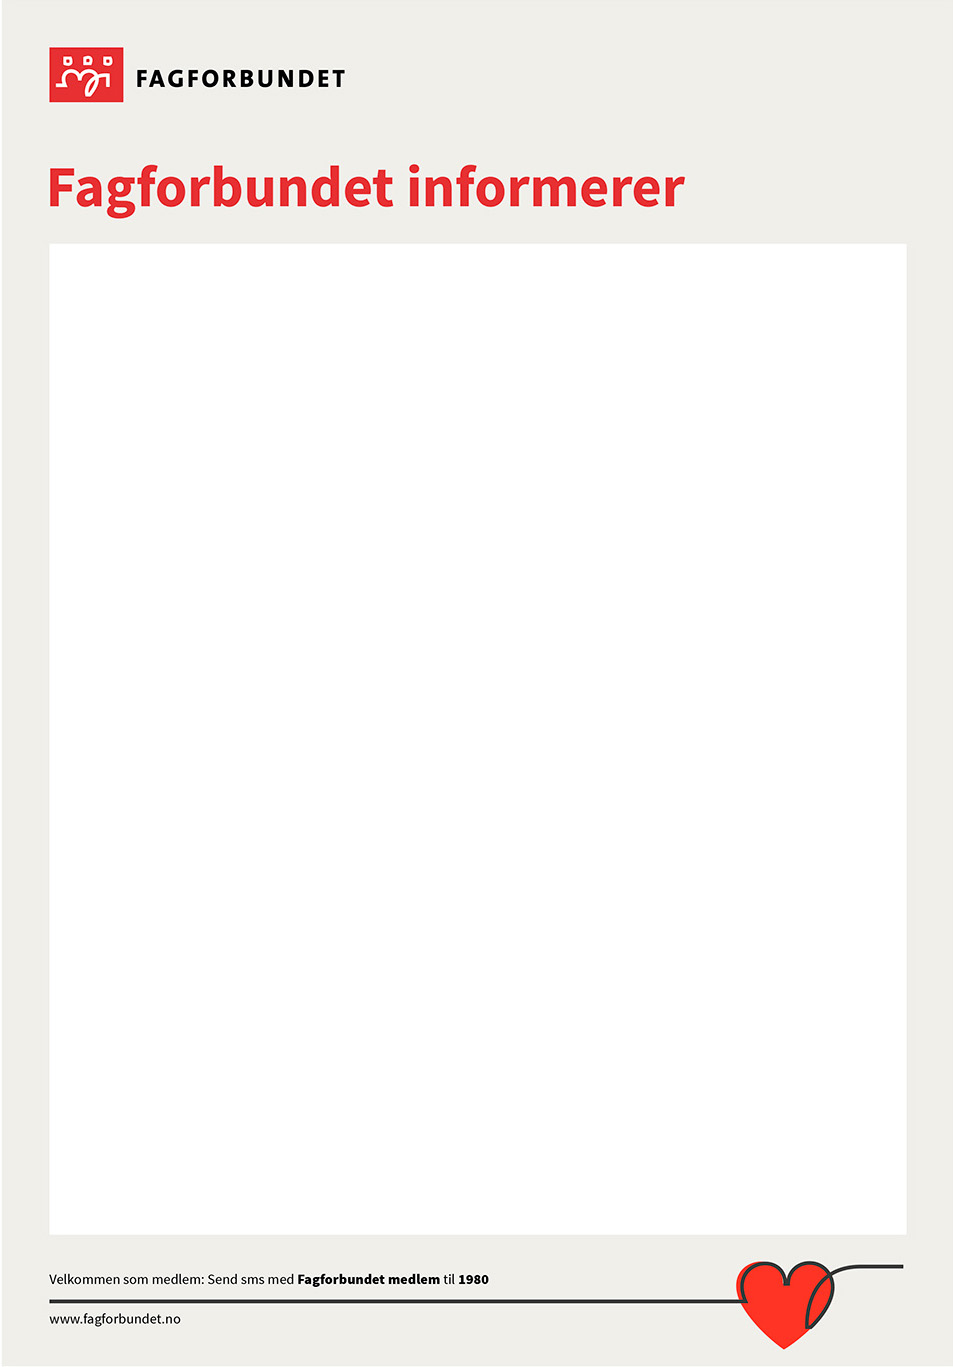 FAGFORBUNDET
Fagforbundet informerer
Velkommen som medlem: Send sms med Fagforbundet medlem til 1980
www.fagforbundet.no